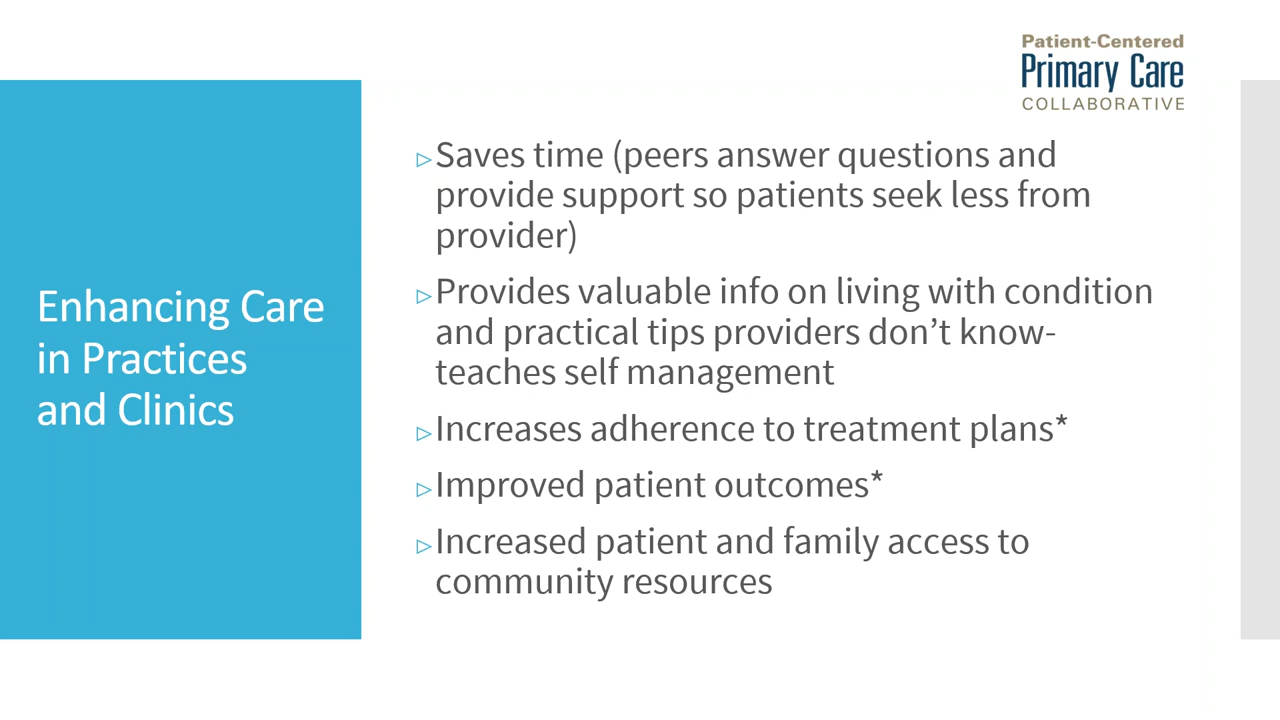 Patient-Centered
Primary Care
COLLABORATIVE
Enhancing Care
in Practices
and Clinics
▹Saves time (peers answer questions and
provide support so patients seek less from
provider)
▹Provides valuable info on living with condition
and practical tips providers don’t know-
teaches self management
▹Increases adherence to treatment plans*
▹Improved patient outcomes*
▹Increased patient and family access to
community resources